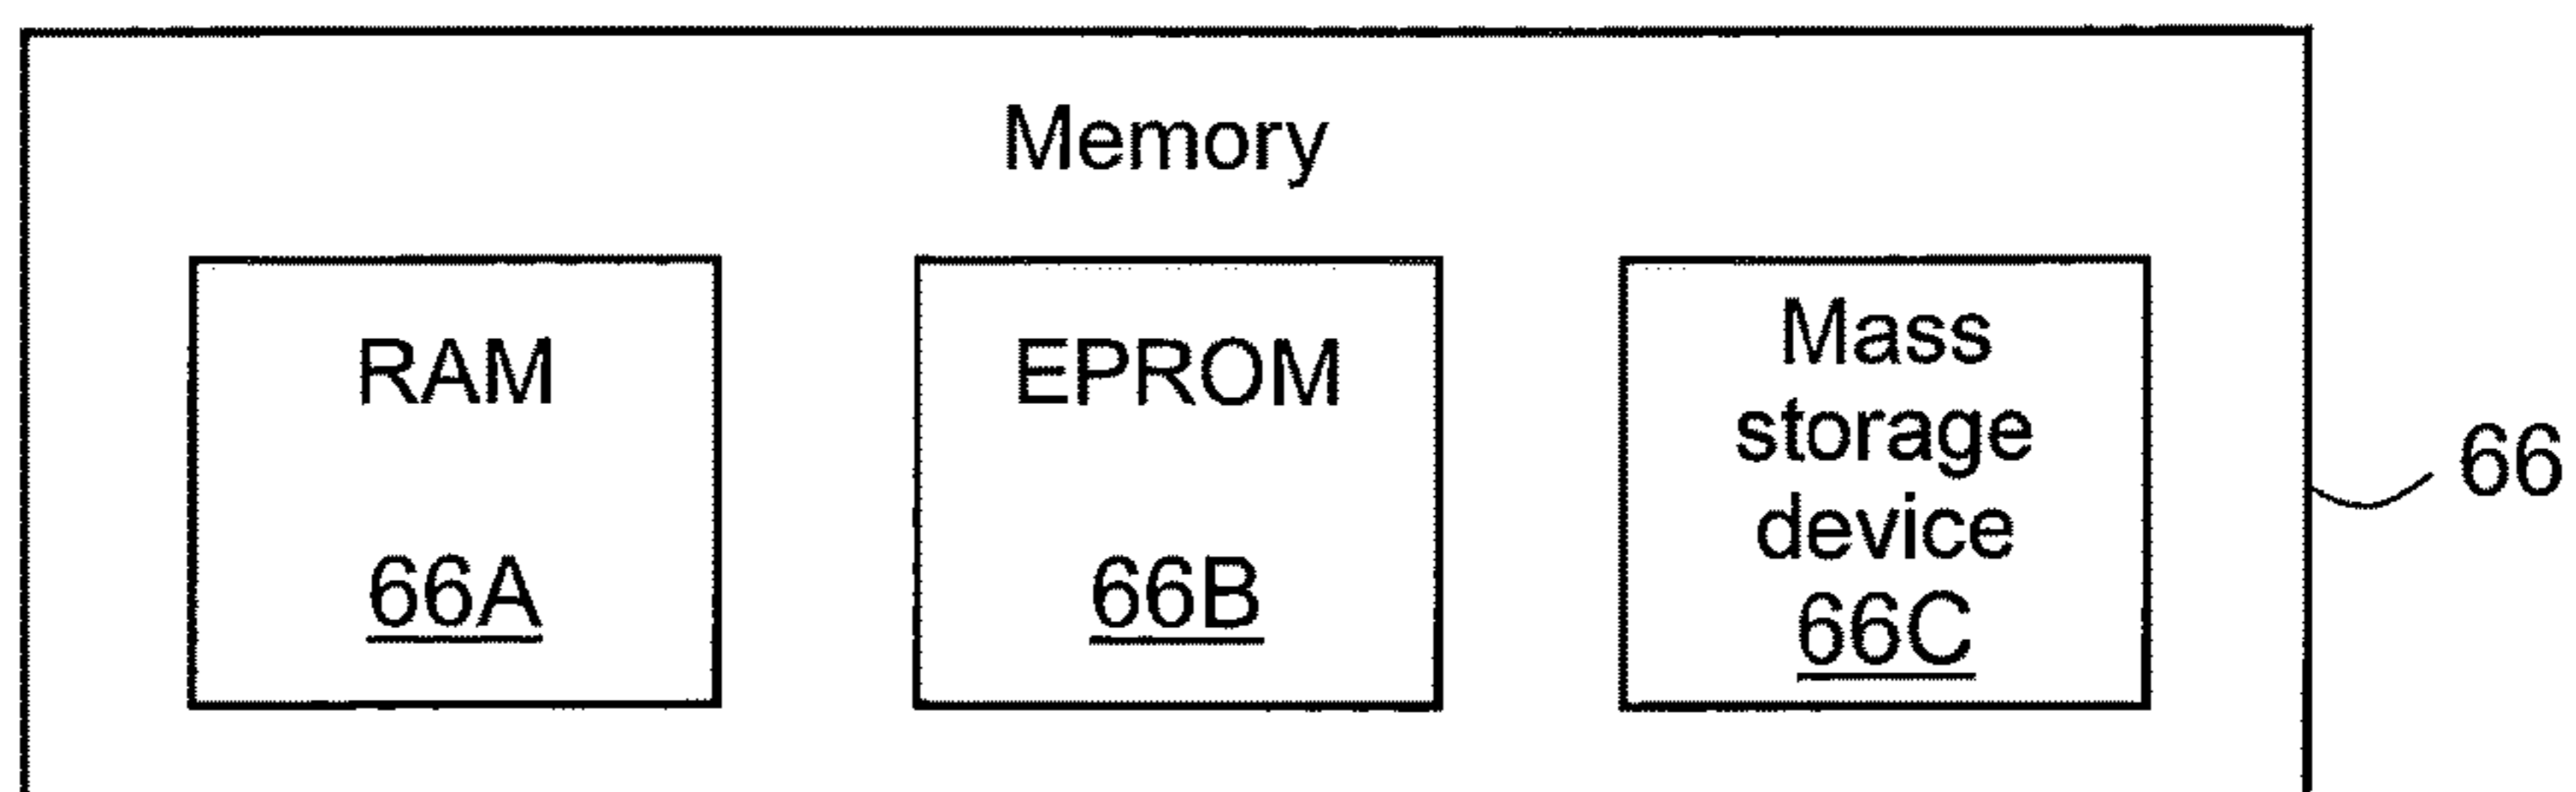 Memory
RAM
66A
EPROM
66B
Mass
storage
device
66C
66